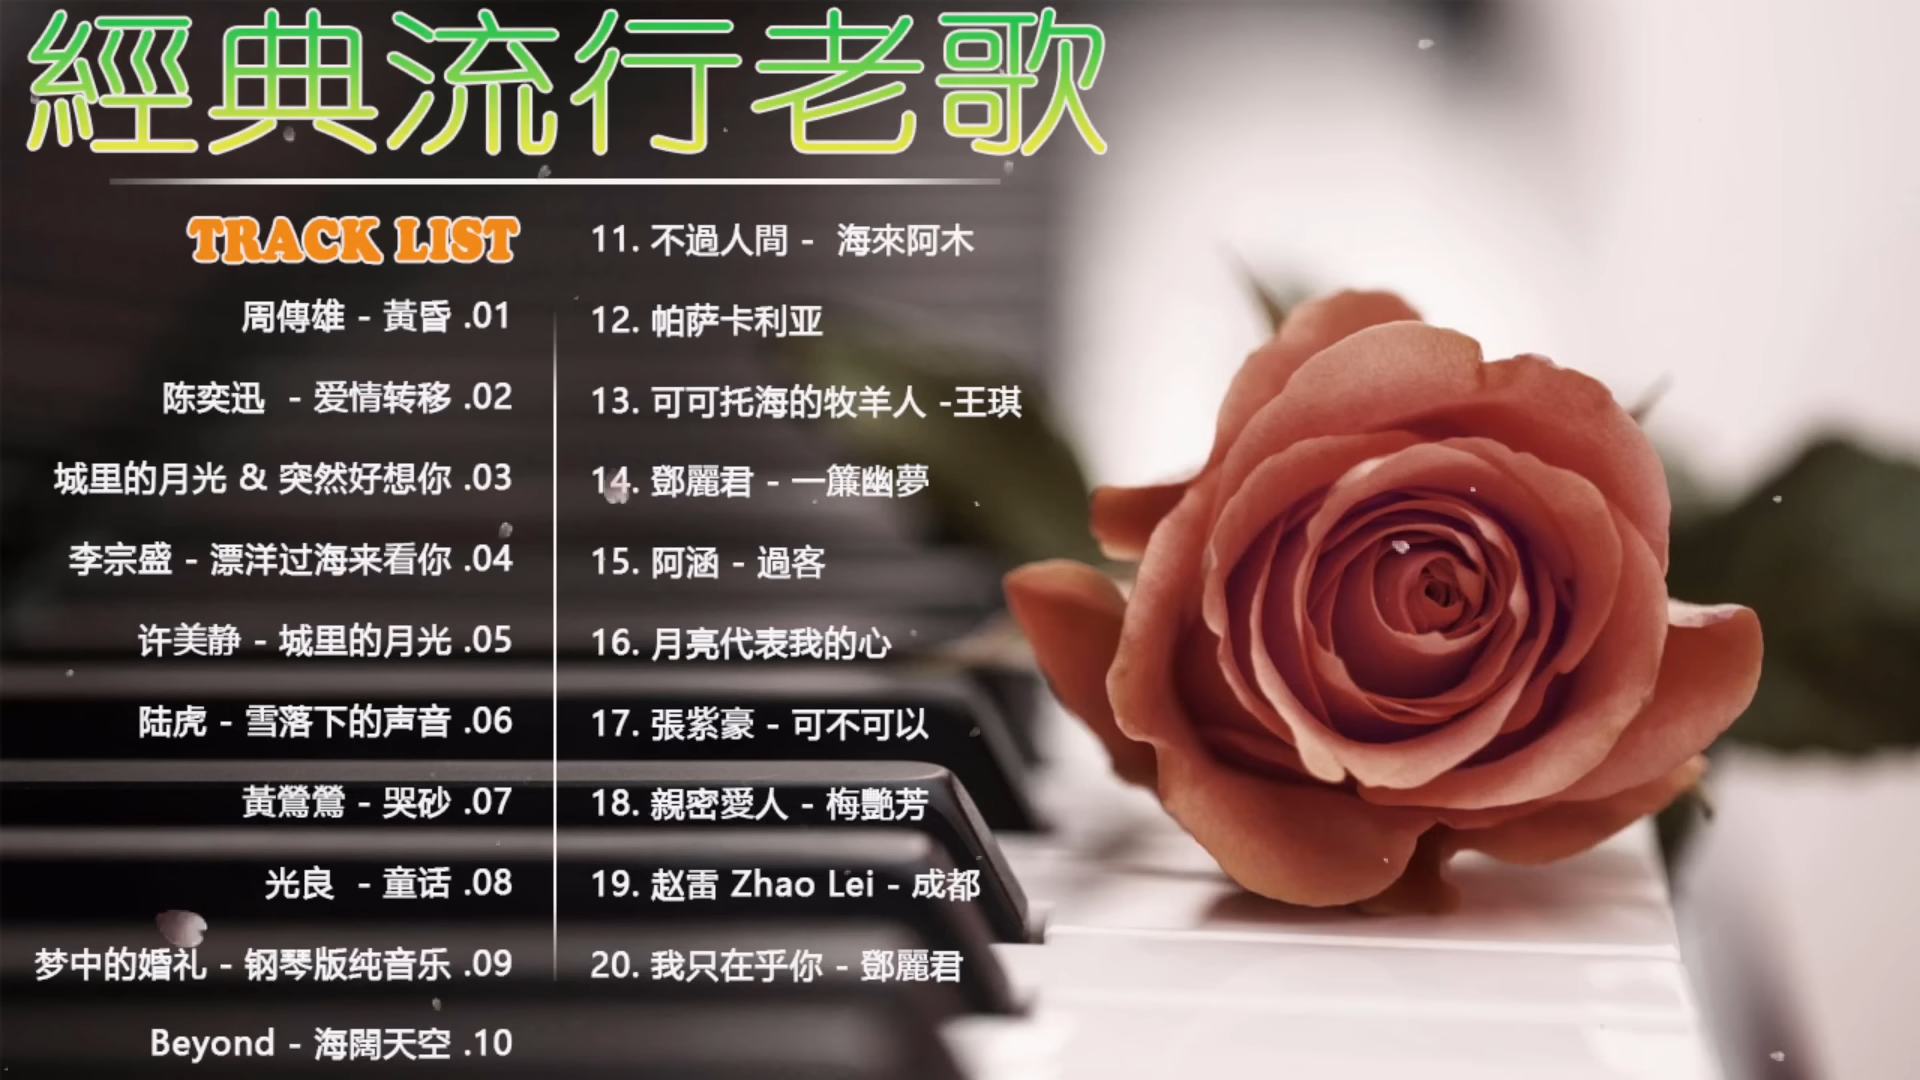 經典流行老歌
TRACK LIST
周傳雄 - 黃昏 .01
陈奕迅 - 爱情转移 .02
城里的月光 & 突然好想你 .03
李宗盛 - 漂洋过海来看你 .04
许美静 - 城里的月光 .05
陆虎 - 雪落下的声音 .06
黃鶯鶯 - 哭砂 .07
光良 - 童话 .08
梦中的婚礼 - 钢琴版纯音乐 .09
Beyond - 海闊天空 .10
11. 不過人間 - 海來阿木
12. 帕萨卡利亚
13. 可可托海的牧羊人 -王琪
14. 鄧麗君 - 一簾幽夢
15. 阿涵 - 過客
16. 月亮代表我的心
17. 張紫豪 - 可不可以
18. 親密愛人 - 梅艷芳
19. 赵雷 Zhao Lei - 成都
20. 我只在乎你 - 鄧麗君